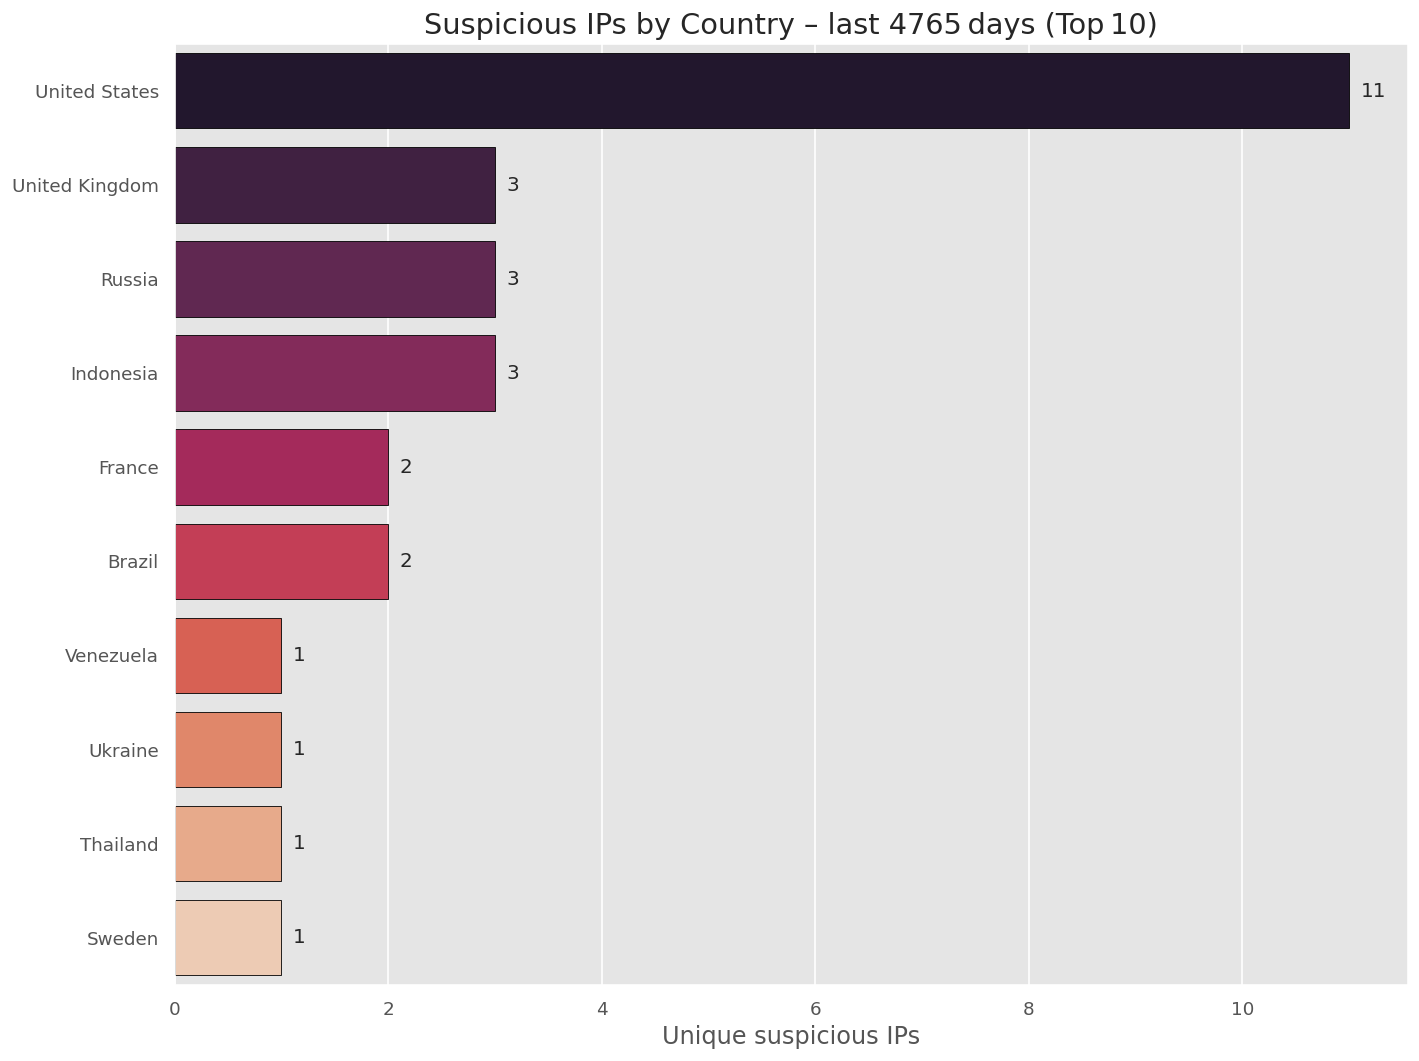 Suspicious IPs by Country – last 4765 days (Top 10)
United States 11
United Kingdom 3
Russia 3
Indonesia 3
France 2
Brazil 2
Venezuela 1
Ukraine 1
Thailand 1
Sweden 1
0 2 4 6 8 10
Unique suspicious IPs